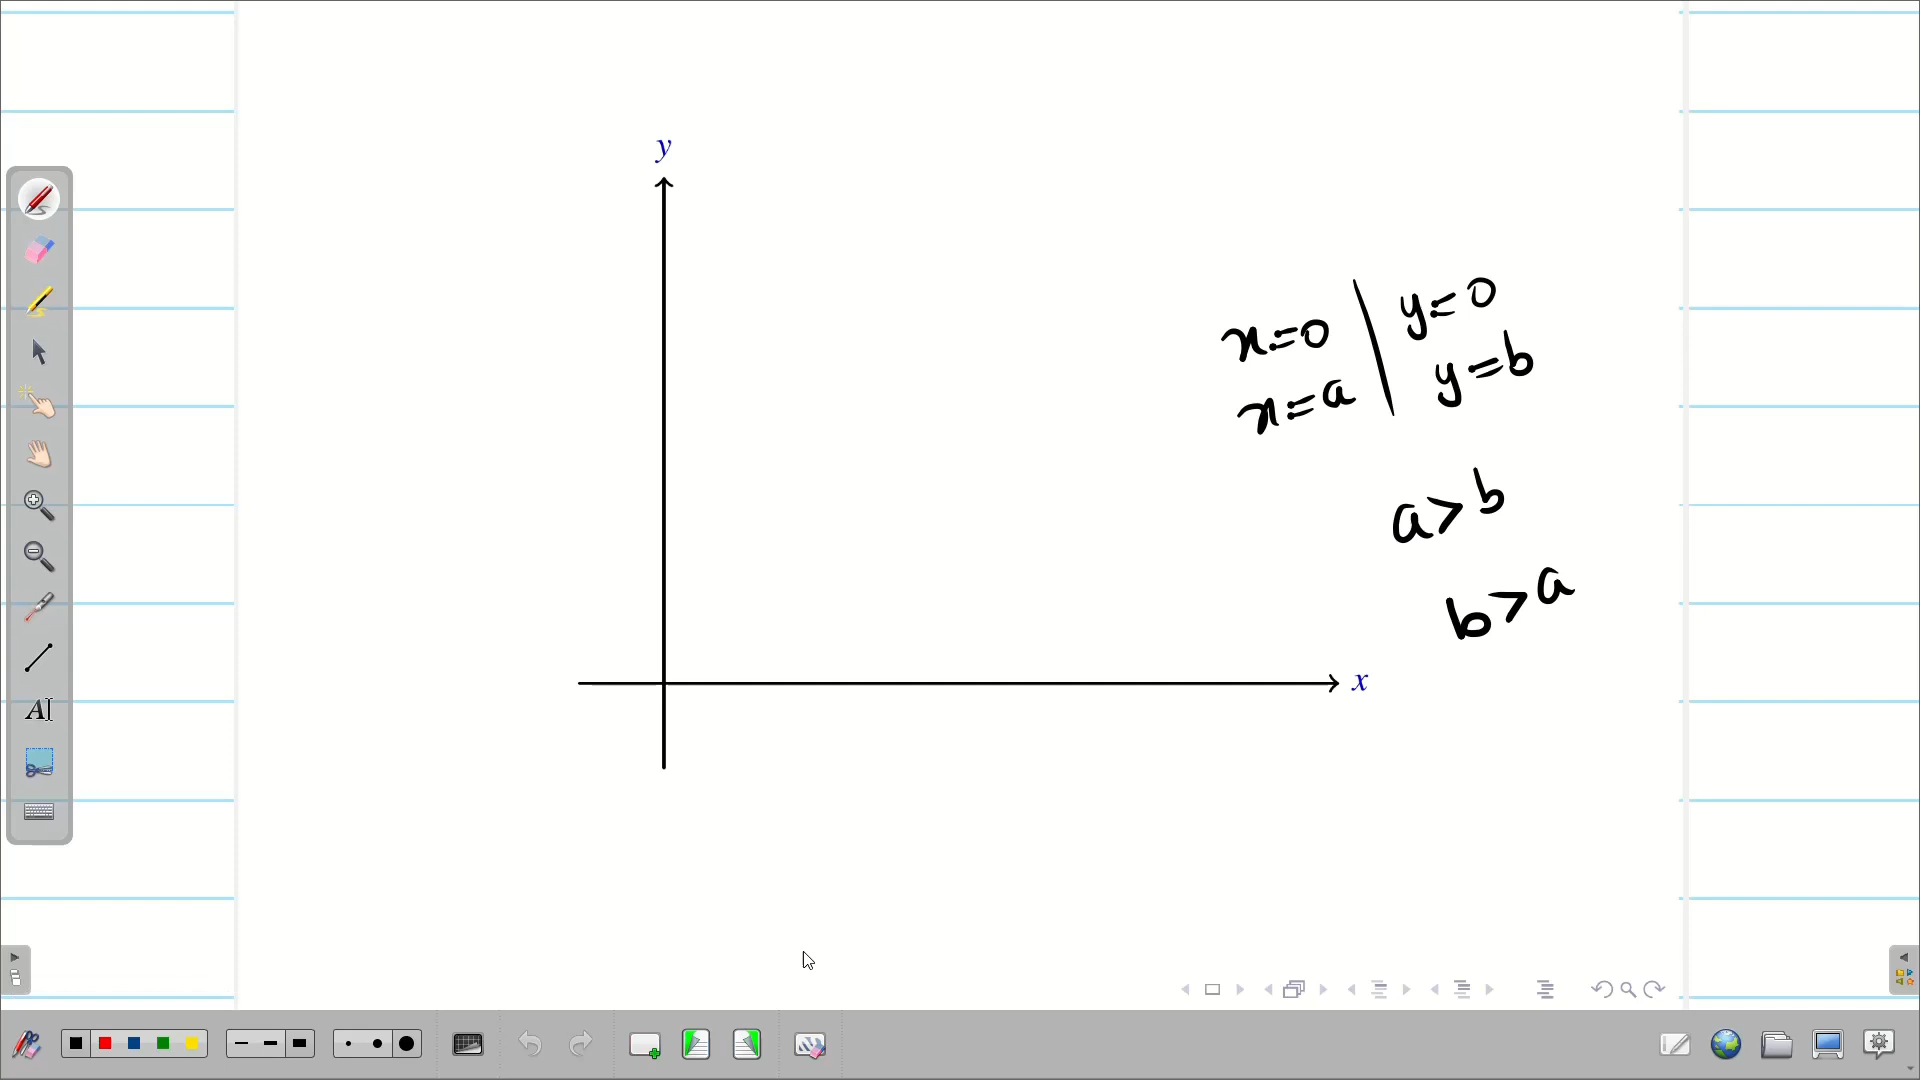 y
x=0 | y=0
x=a | y=b
a>b
b>a
x
A